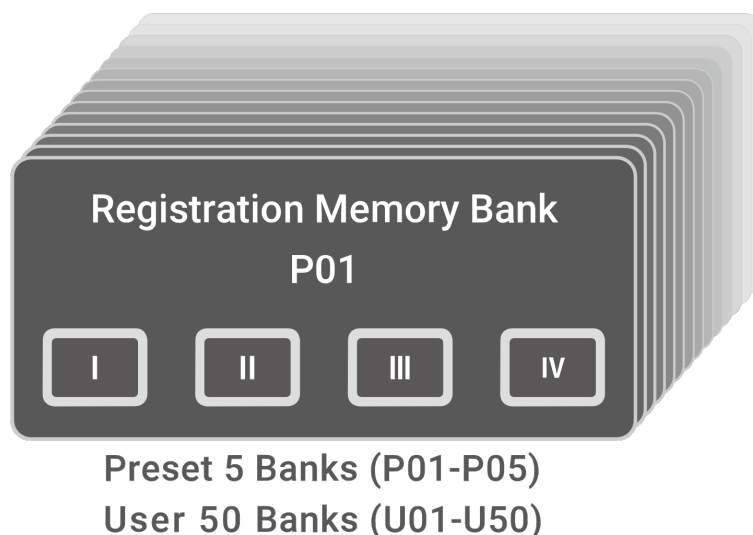 Registration Memory Bank
P01
I II III IV
Preset 5 Banks (P01-P05)
User 50 Banks (U01-U50)